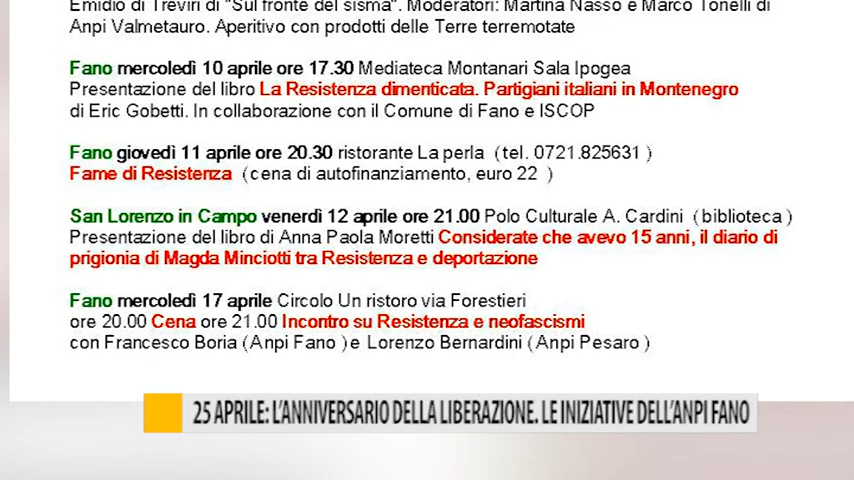 Emidio di Treviri di "Sul fronte del sisma". Moderatori: Martina Nasso e Marco Tonelli di
Anpi Valmetauro. Aperitivo con prodotti delle Terre terremotate
Fano mercoledì 10 aprile ore 17.30 Mediateca Montanari Sala Ipogea
Presentazione del libro La Resistenza dimenticata. Partigiani italiani in Montenegro
di Eric Gobetti. In collaborazione con il Comune di Fano e ISCOP
Fano giovedì 11 aprile ore 20.30 ristorante La perla (tel. 0721.825631 )
Fame di Resistenza (cena di autofinanziamento, euro 22 )
San Lorenzo in Campo venerdì 12 aprile ore 21.00 Polo Culturale A. Cardini (biblioteca )
Presentazione del libro di Anna Paola Moretti Considerate che avevo 15 anni, il diario di
prigionia di Magda Minciotti tra Resistenza e deportazione
Fano mercoledì 17 aprile Circolo Un ristoro via Forestieri
ore 20.00 Cena ore 21.00 Incontro su Resistenza e neofascismi
con Francesco Boria (Anpi Fano ) e Lorenzo Bernardini (Anpi Pesaro )
25 APRILE: L'ANNIVERSARIO DELLA LIBERAZIONE. LE INIZIATIVE DELL'ANPI FANO